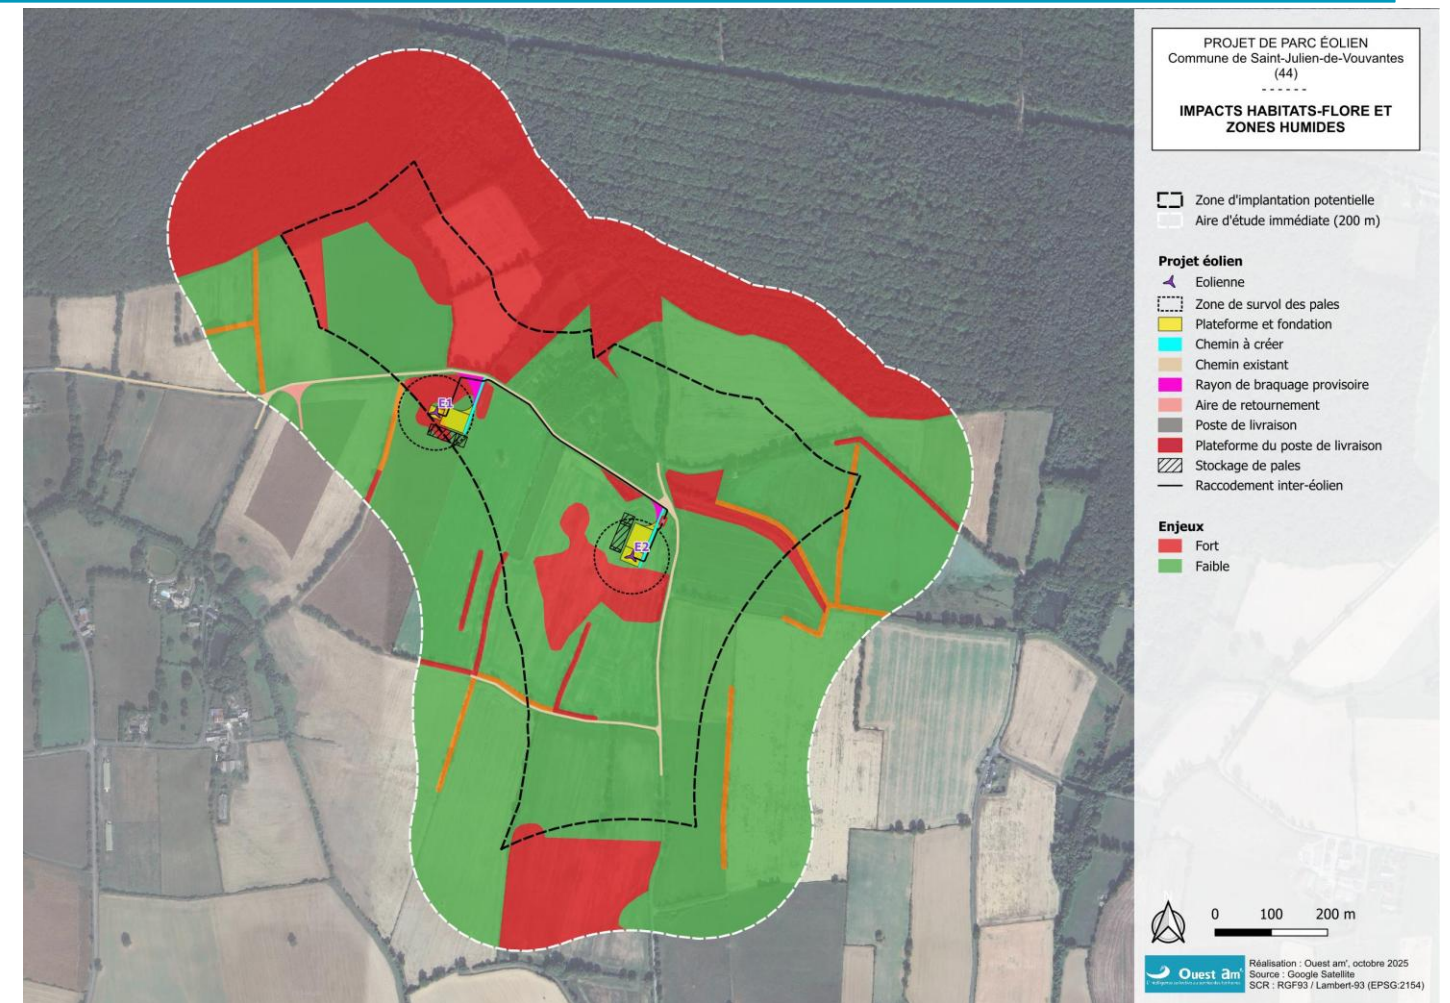 PROJET DE PARC ÉOLIEN
Commune de Saint-Julien-de-Vouvantes
(44)
------
IMPACTS HABITATS-FLORE ET
ZONES HUMIDES
Zone d'implantation potentielle
Aire d'étude immédiate (200 m)
Projet éolien
Eolienne
Zone de survol des pales
Plateforme et fondation
Chemin à créer
Chemin existant
Rayon de braquage provisoire
Aire de retournement
Poste de livraison
Plateforme du poste de livraison
Stockage de pales
Raccodement inter-éolien
Enjeux
Fort
Faible
E1
E2
0 100 200 m
Ouest am'
Réalisation : Ouest am', octobre 2025
Source : Google Satellite
SCR : RGF93 / Lambert-93 (EPSG:2154)